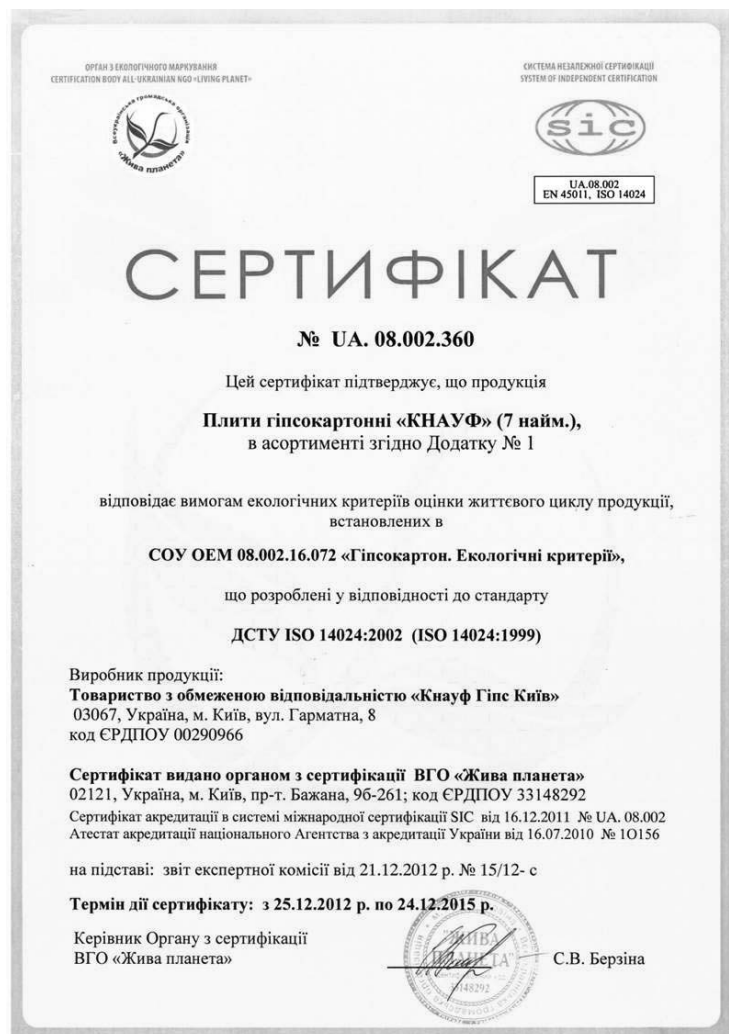 ОРГАН З ЕКОЛОГІЧНОГО МАРКУВАННЯ
CERTIFICATION BODY ALL-UKRAINIAN NGO «LIVING PLANET»
Всеукраїнська громадська організація
«Жива планета»
СИСТЕМА НЕЗАЛЕЖНОЇ СЕРТИФІКАЦІЇ
SYSTEM OF INDEPENDENT CERTIFICATION
sic
UA.08.002
EN 45011, ISO 14024
СЕРТИФІКАТ
№ UA. 08.002.360
Цей сертифікат підтверджує, що продукція
Плити гіпсокартонні «КНАУФ» (7 найм.),
в асортименті згідно Додатку № 1
відповідає вимогам екологічних критеріїв оцінки життєвого циклу продукції,
встановлених в
СОУ ОЕМ 08.002.16.072 «Гіпсокартон. Екологічні критерії»,
що розроблені у відповідності до стандарту
ДСТУ ISO 14024:2002 (ISO 14024:1999)
Виробник продукції:
Товариство з обмеженою відповідальністю «Кнауф Гіпс Київ»
03067, Україна, м. Київ, вул. Гарматна, 8
код ЄРДПОУ 00290966
Сертифікат видано органом з сертифікації ВГО «Жива планета»
02121, Україна, м. Київ, пр-т. Бажана, 9б-261; код ЄРДПОУ 33148292
Сертифікат акредитації в системі міжнародної сертифікації SIC від 16.12.2011 № UA. 08.002
Атестат акредитації національного Агентства з акредитації України від 16.07.2010 № 1О156
на підставі: звіт експертної комісії від 21.12.2012 р. № 15/12- с
Термін дії сертифікату: з 25.12.2012 р. по 24.12.2015 р.
Керівник Органу з сертифікації
ВГО «Жива планета»
"ЖИВА
ПЛАНЕТА"
33148292
С.В. Берзіна